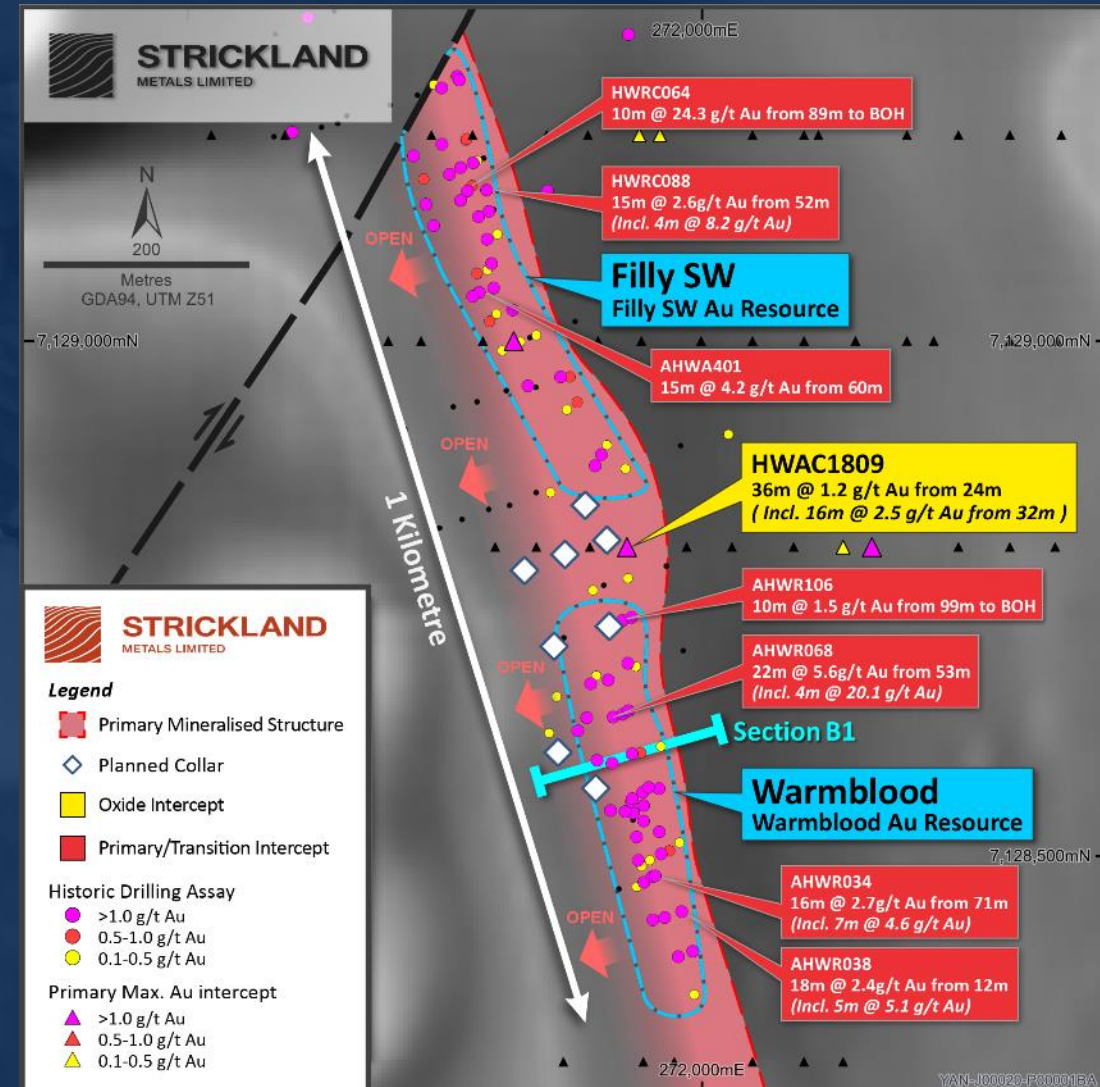 STRICKLAND
METALS LIMITED
272,000mE
N
200
Metres
GDA94, UTM Z51
HWRC064
10m @ 24.3 g/t Au from 89m to BOH
HWRC088
15m @ 2.6g/t Au from 52m
(Incl. 4m @ 8.2 g/t Au)
OPEN
Filly SW
Filly SW Au Resource
7,129,000mN
7,129,000mN
AHWA401
15m @ 4.2 g/t Au from 60m
OPEN
HWAC1809
36m @ 1.2 g/t Au from 24m
( Incl. 16m @ 2.5 g/t Au from 32m )
1 Kilometre
AHWR106
10m @ 1.5 g/t Au from 99m to BOH
OPEN
AHWR068
22m @ 5.6g/t Au from 53m
(Incl. 4m @ 20.1 g/t Au)
Section B1
Warmblood
Warmblood Au Resource
7,128,500mN
AHWR034
16m @ 2.7g/t Au from 71m
(Incl. 7m @ 4.6 g/t Au)
OPEN
AHWR038
18m @ 2.4g/t Au from 12m
(Incl. 5m @ 5.1 g/t Au)
272,000mE
YAN-J00020-P00001BA
STRICKLAND
METALS LIMITED
Legend
Primary Mineralised Structure
Planned Collar
Oxide Intercept
Primary/Transition Intercept
Historic Drilling Assay
>1.0 g/t Au
0.5-1.0 g/t Au
0.1-0.5 g/t Au
Primary Max. Au intercept
>1.0 g/t Au
0.5-1.0 g/t Au
0.1-0.5 g/t Au